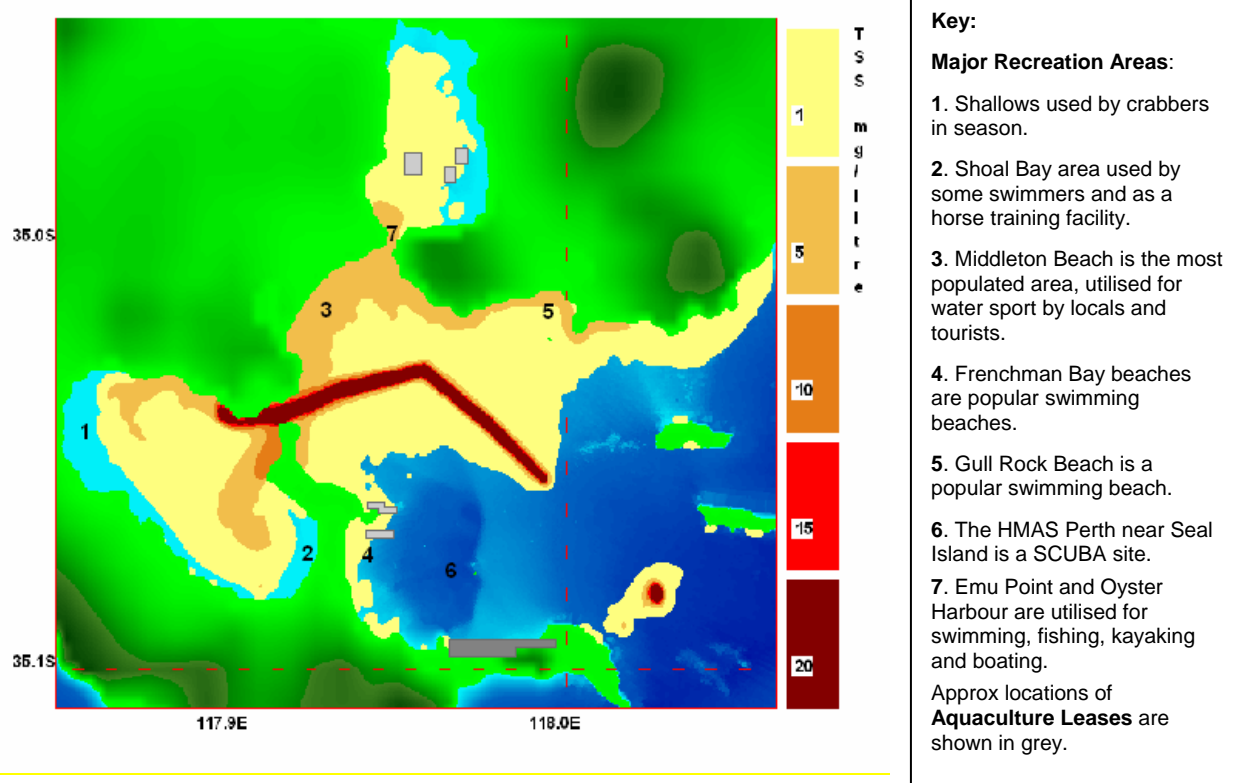 T
S
S
m
g
/
l
i
t
r
e
1
5
10
15
20
35.0S
35.1S
117.9E
118.0E
7
3
5
1
2
4
6
Key:
Major Recreation Areas:
1. Shallows used by crabbers
in season.
2. Shoal Bay area used by
some swimmers and as a
horse training facility.
3. Middleton Beach is the most
populated area, utilised for
water sport by locals and
tourists.
4. Frenchman Bay beaches
are popular swimming
beaches.
5. Gull Rock Beach is a
popular swimming beach.
6. The HMAS Perth near Seal
Island is a SCUBA site.
7. Emu Point and Oyster
Harbour are utilised for
swimming, fishing, kayaking
and boating.
Approx locations of
Aquaculture Leases are
shown in grey.